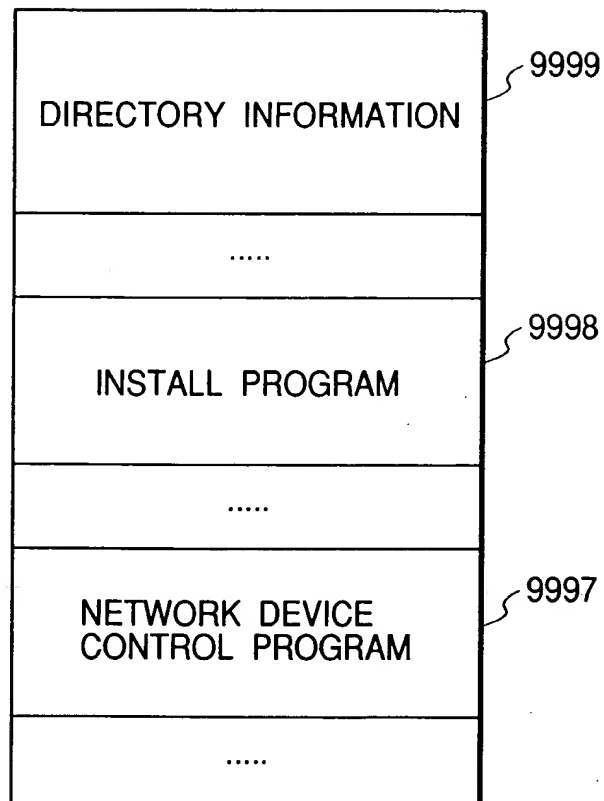 9999
DIRECTORY INFORMATION
.....
9998
INSTALL PROGRAM
.....
9997
NETWORK DEVICE
CONTROL PROGRAM
.....